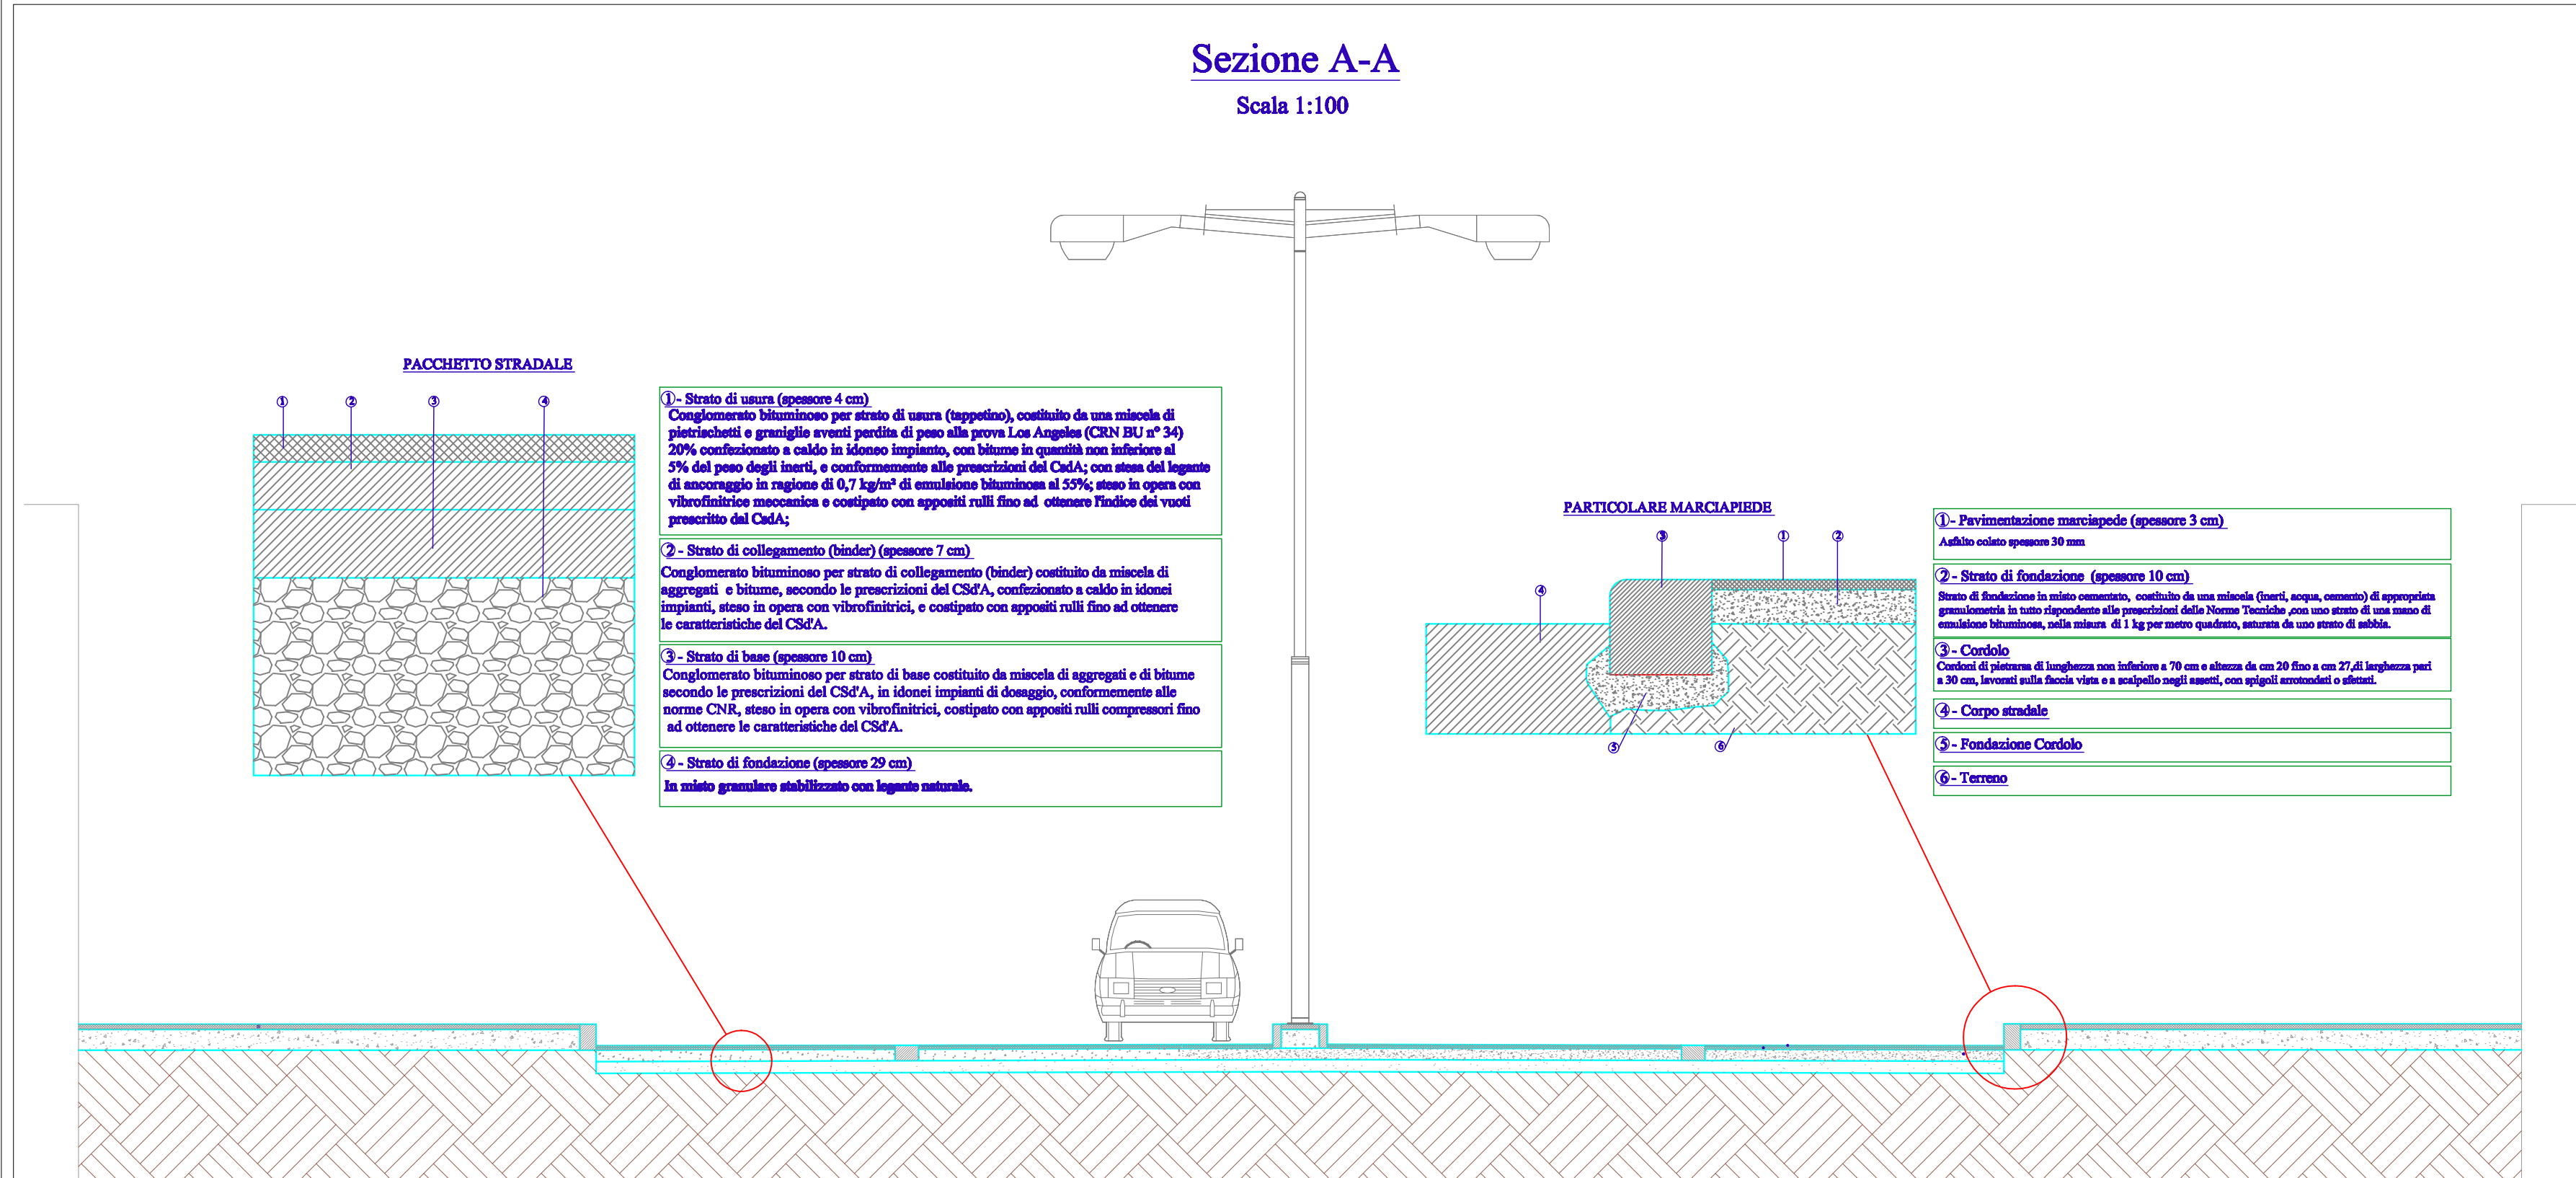 Sezione A-A
Scala 1:100
PACCHETTO STRADALE
1 2 3 4
1 - Strato di usura (spessore 4 cm)
Conglomerato bituminoso per strato di usura (tappetino), costituito da una miscela di
pietrischetti e graniglie aventi perdita di peso alla prova Los Angeles (CRN BU n° 34)
20% confezionato a caldo in idoneo impianto, con bitume in quantità non inferiore al
5% del peso degli inerti, e conformemente alle prescrizioni del CsdA; con stesa del legante
di ancoraggio in ragione di 0,7 kg/m² di emulsione bituminosa al 55%; steso in opera con
vibrofinitrice meccanica e costipato con appositi rulli fino ad ottenere l'indice dei vuoti
prescritto dal CsdA;
2 - Strato di collegamento (binder) (spessore 7 cm)
Conglomerato bituminoso per strato di collegamento (binder) costituito da miscela di
aggregati e bitume, secondo le prescrizioni del CSd'A, confezionato a caldo in idonei
impianti, steso in opera con vibrofinitrici, e costipato con appositi rulli fino ad ottenere
le caratteristiche del CSd'A.
3 - Strato di base (spessore 10 cm)
Conglomerato bituminoso per strato di base costituito da miscela di aggregati e di bitume
secondo le prescrizioni del CSd'A, in idonei impianti di dosaggio, conformemente alle
norme CNR, steso in opera con vibrofinitrici, costipato con appositi rulli compressori fino
ad ottenere le caratteristiche del CSd'A.
4 - Strato di fondazione (spessore 29 cm)
In misto granulare stabilizzato con legante naturale.
PARTICOLARE MARCIAPIEDE
3 1 2
4
5 6
1 - Pavimentazione marciapede (spessore 3 cm)
Asfalto colato spessore 30 mm
2 - Strato di fondazione (spessore 10 cm)
Strato di fondazione in misto cementato, costituito da una miscela (inerti, acqua, cemento) di appropriata
granulometria in tutto rispondente alle prescrizioni delle Norme Tecniche ,con uno strato di una mano di
emulsione bituminosa, nella misura di 1 kg per metro quadrato, saturata da uno strato di sabbia.
3 - Cordolo
Cordoni di pietrarsa di lunghezza non inferiore a 70 cm e altezza da cm 20 fino a cm 27,di larghezza pari
a 30 cm, lavorati sulla faccia vista e a scalpello negli assetti, con spigoli arrotondati o sfettati.
4 - Corpo stradale
5 - Fondazione Cordolo
6 - Terreno